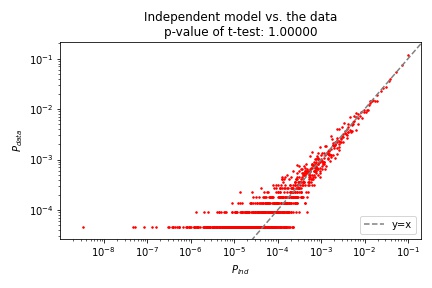 Independent model vs. the data
p-value of t-test: 1.00000
10⁻¹
10⁻²
10⁻³
10⁻⁴
P_data
10⁻⁸ 10⁻⁷ 10⁻⁶ 10⁻⁵ 10⁻⁴ 10⁻³ 10⁻² 10⁻¹
P_ind
y=x